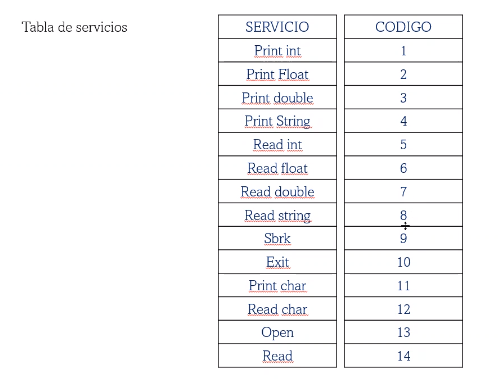 Tabla de servicios
SERVICIO CODIGO
Print int 1
Print Float 2
Print double 3
Print String 4
Read int 5
Read float 6
Read double 7
Read string 8
Sbrk 9
Exit 10
Print char 11
Read char 12
Open 13
Read 14